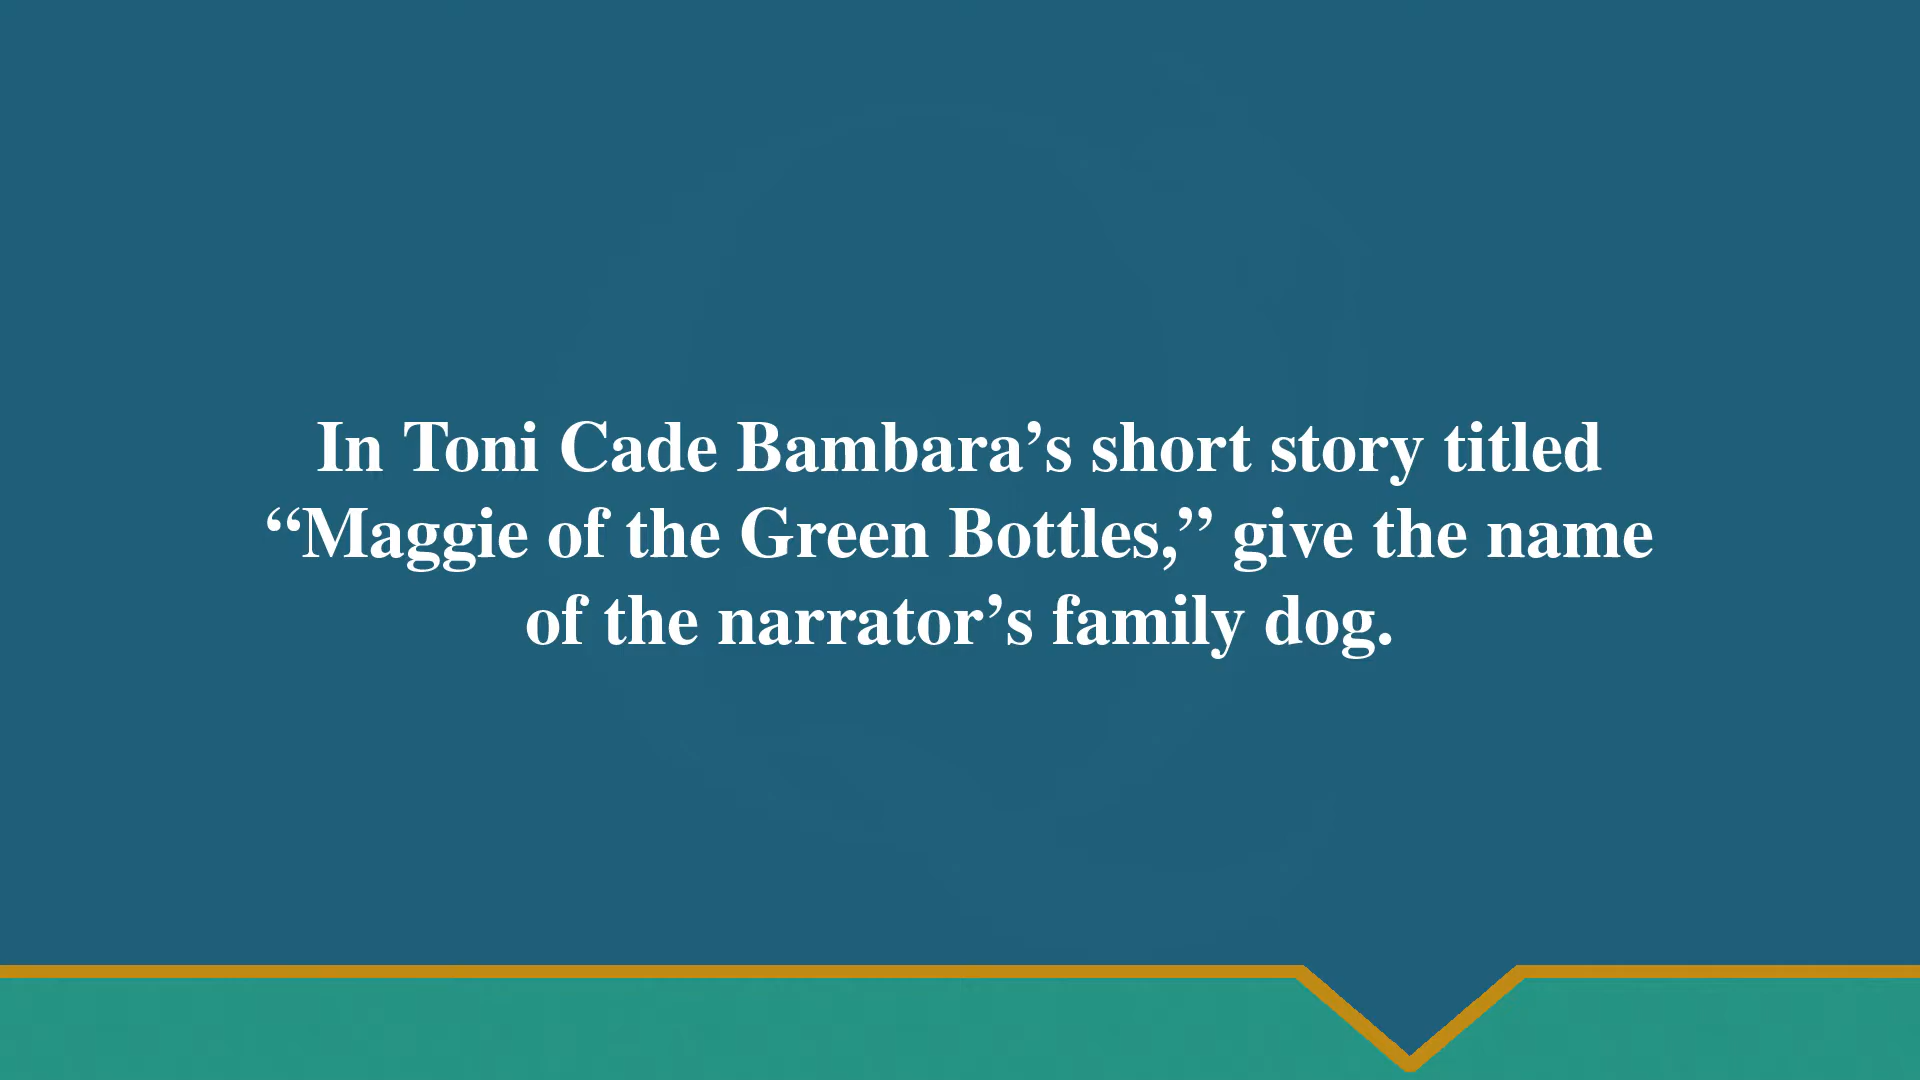 In Toni Cade Bambara’s short story titled
“Maggie of the Green Bottles,” give the name
of the narrator’s family dog.